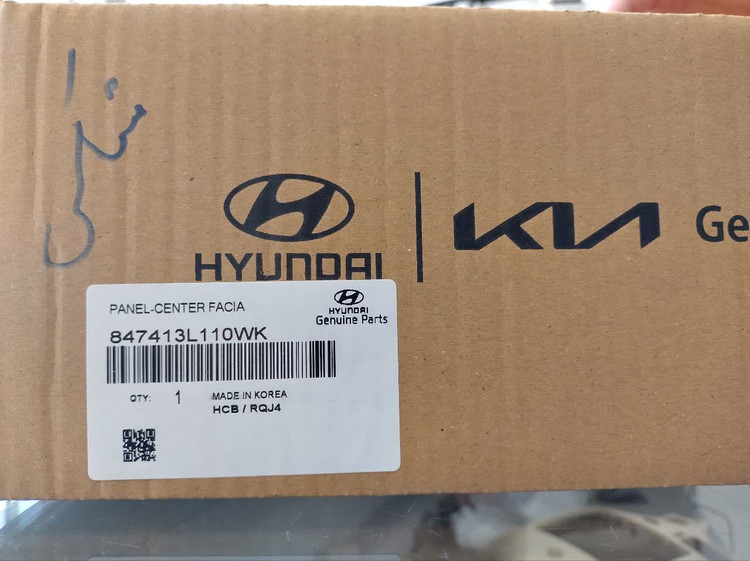 HYUNDAI
KIA Ge
PANEL-CENTER FACIA
HYUNDAI
Genuine Parts
847413L110WK
QTY: 1 MADE IN KOREA
HCB / RQJ4